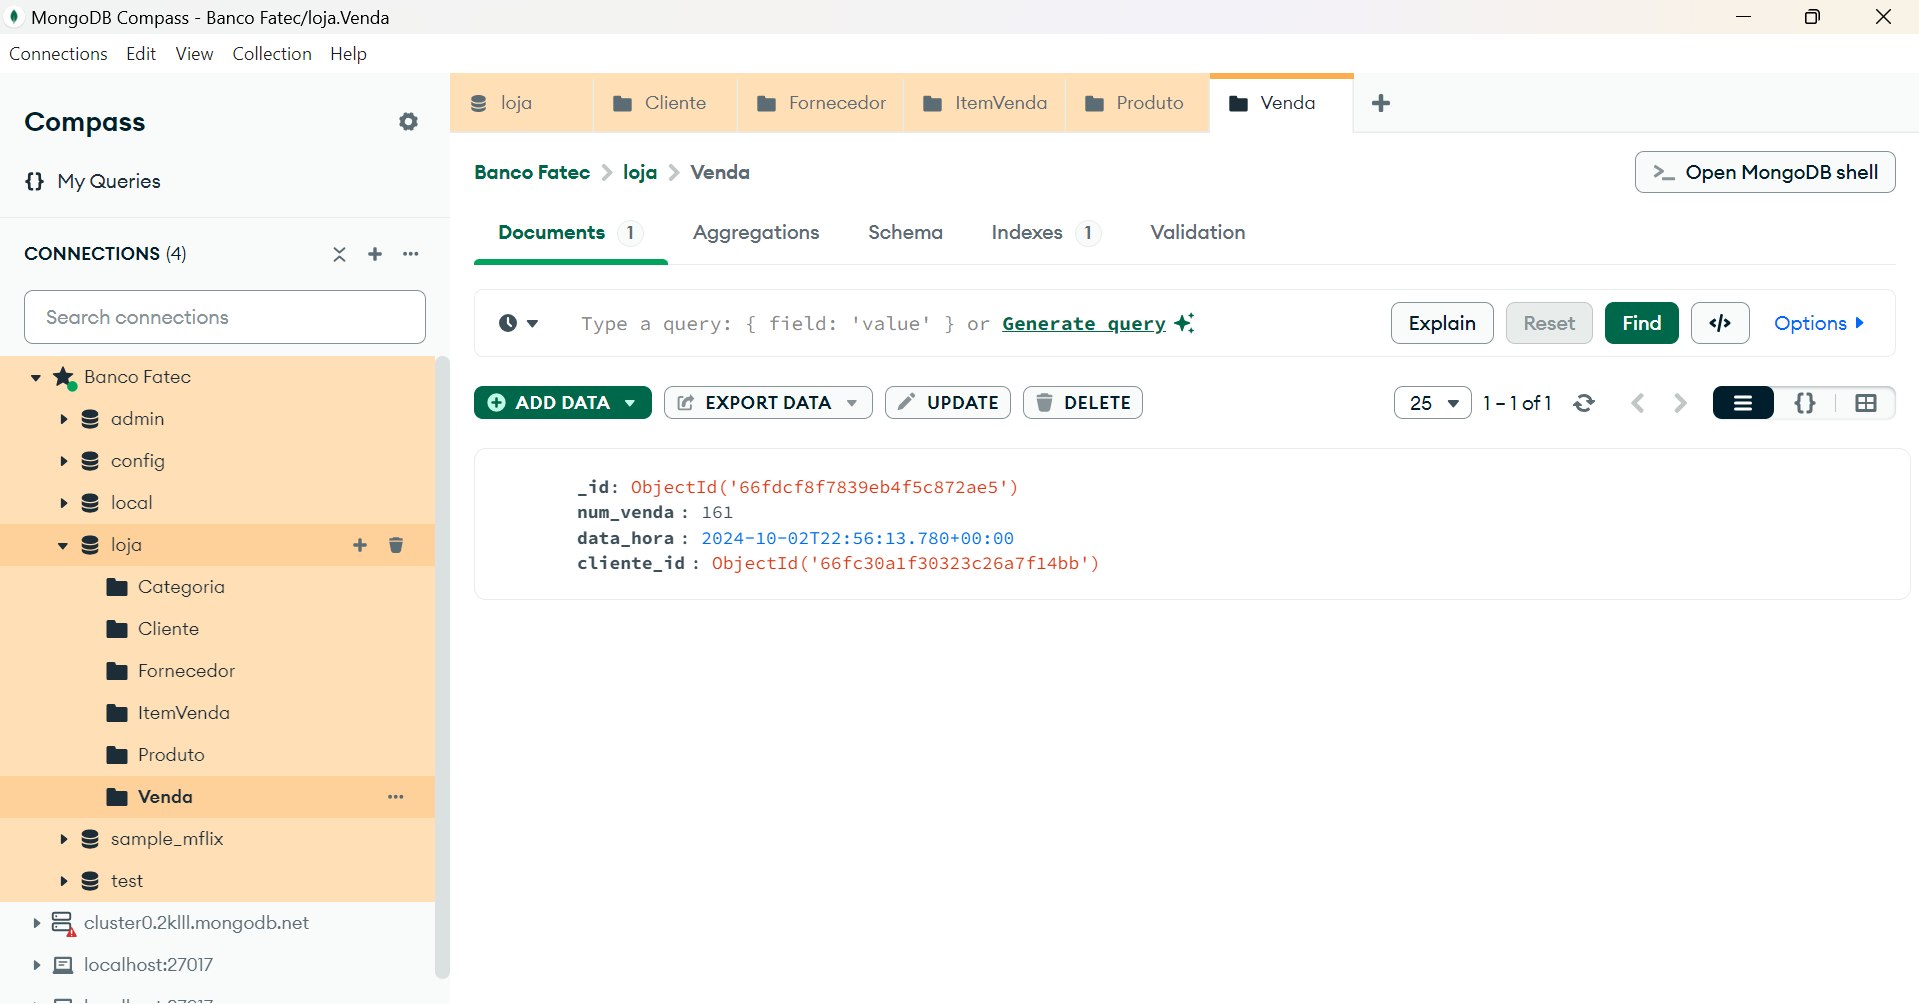 MongoDB Compass - Banco Fatec/loja.Venda
Connections Edit View Collection Help
Compass
{} My Queries
CONNECTIONS (4)
Search connections
Banco Fatec
admin
config
local
loja
Categoria
Cliente
Fornecedor
ItemVenda
Produto
Venda
sample_mflix
test
cluster0.2klll.mongodb.net
localhost:27017
loja Cliente Fornecedor ItemVenda Produto Venda
Banco Fatec > loja > Venda
>_ Open MongoDB shell
Documents 1 Aggregations Schema Indexes 1 Validation
Type a query: { field: 'value' } or Generate query
Explain Reset Find </> Options
ADD DATA EXPORT DATA UPDATE DELETE
25 1 – 1 of 1 {}
_id: ObjectId('66fdcf8f7839eb4f5c872ae5')
num_venda : 161
data_hora : 2024-10-02T22:56:13.780+00:00
cliente_id : ObjectId('66fc30a1f30323c26a7f14bb')